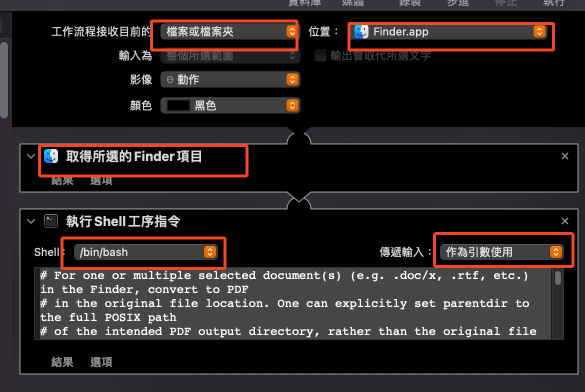 資料庫 媒體 錄製 步進 停止 執行
工作流程接收目前的 檔案或檔案夾 位置： Finder.app
輸入為 整個所選範圍 輸出會取代所選文字
影像 動作
顏色 黑色
取得所選的 Finder 項目
結果 選項
執行 Shell 工序指令
Shell： /bin/bash 傳遞輸入： 作為引數使用
# For one or multiple selected document(s) (e.g. .doc/x, .rtf, etc.)
in the Finder, convert to PDF
# in the original file location. One can explicitly set parentdir to
the full POSIX path
# of the intended PDF output directory, rather than the original file
結果 選項